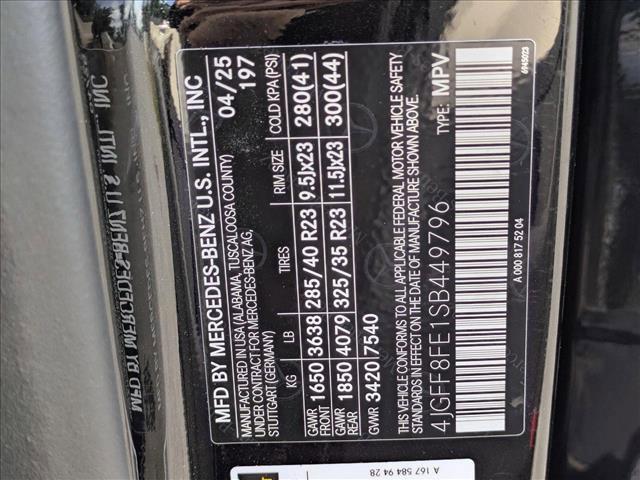 MFD BY MERCEDES-BENZ U.S. INTL., INC
MANUFACTURED IN USA (ALABAMA, TUSCALOOSA COUNTY) 04/25
UNDER CONTRACT FOR MERCEDES-BENZ AG, 197
STUTTGART (GERMANY)
KG LB TIRES RIM SIZE COLD KPA(PSI)
GAWR FRONT 1650 3638 285/40 R23 9.5Jx23 280(41)
GAWR REAR 1850 4079 325/35 R23 11.5Jx23 300(44)
GVWR 3420 7540
THIS VEHICLE CONFORMS TO ALL APPLICABLE FEDERAL MOTOR VEHICLE SAFETY
STANDARDS IN EFFECT ON THE DATE OF MANUFACTURE SHOWN ABOVE.
4JGFF8FE1SB449796 TYPE: MPV
A 000 817 52 04 6945023
A 167 584 94 28